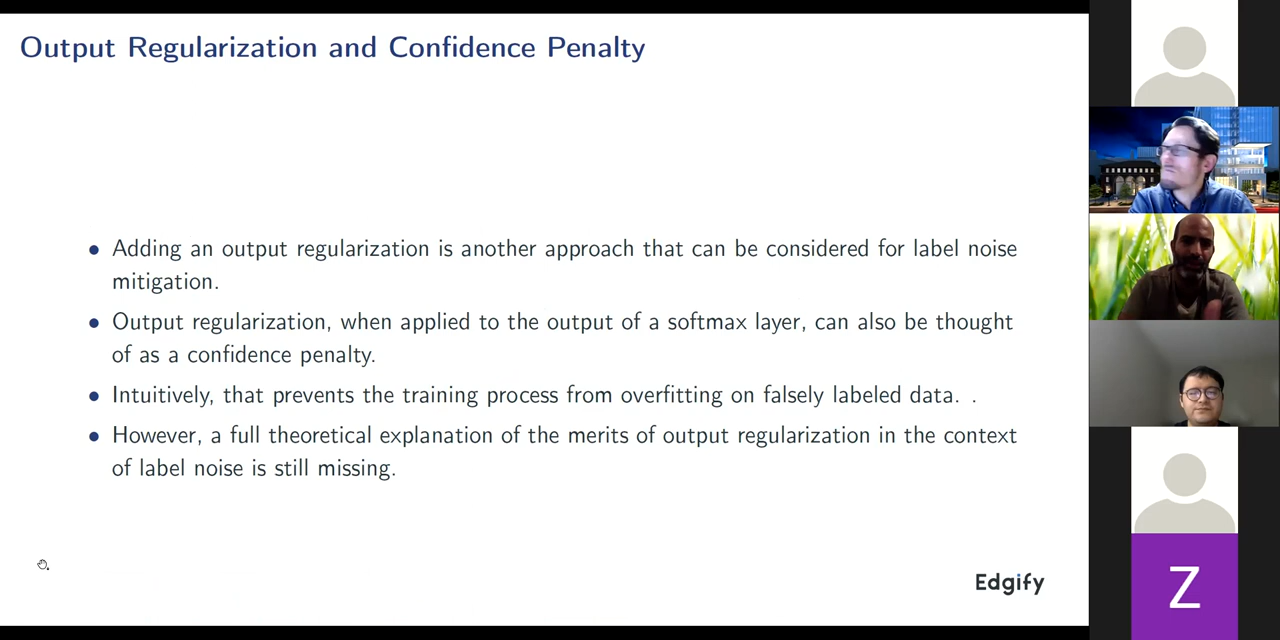 Output Regularization and Confidence Penalty
• Adding an output regularization is another approach that can be considered for label noise
mitigation.
• Output regularization, when applied to the output of a softmax layer, can also be thought
of as a confidence penalty.
• Intuitively, that prevents the training process from overfitting on falsely labeled data. .
• However, a full theoretical explanation of the merits of output regularization in the context
of label noise is still missing.
Edgify
Z